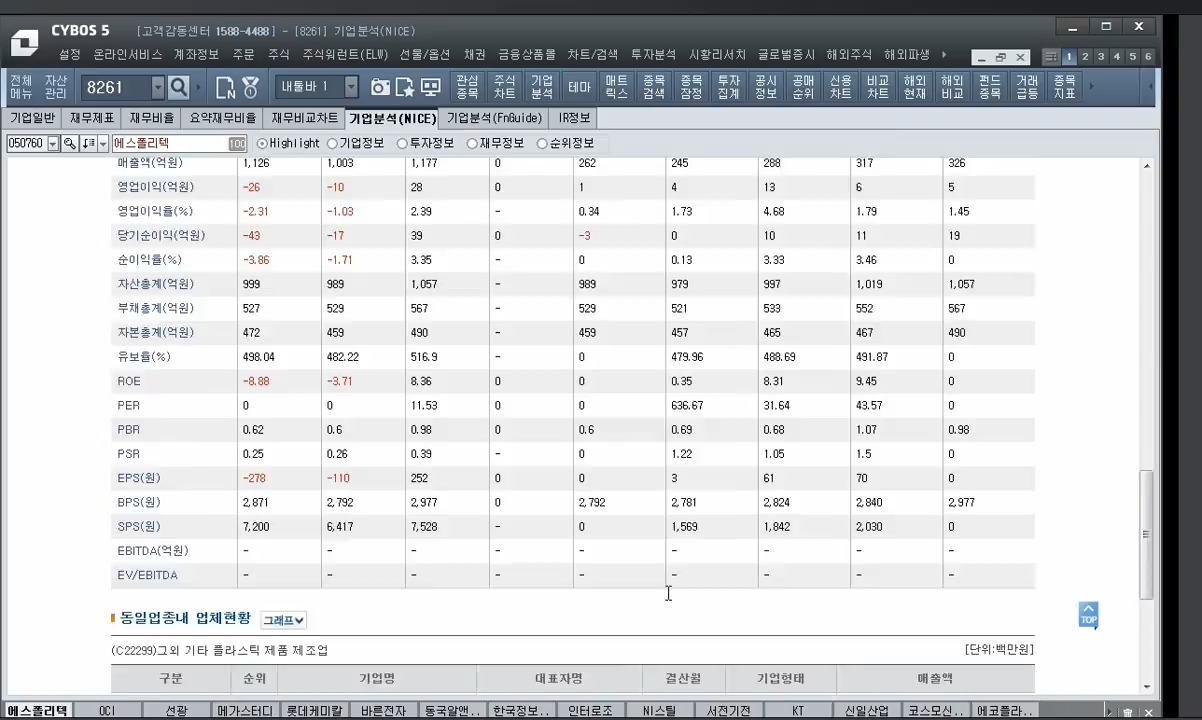 CYBOS 5 [고객감동센터 1588-4488] - [8261] 기업분석(NICE)
설정 온라인서비스 계좌정보 주문 주식 주식워런트(ELW) 선물/옵션 채권 금융상품몰 차트/검색 투자분석 시황리서치 글로벌증시 해외주식 해외파생 1 2 3 4 5 6
전체메뉴 자산관리 8261 내툴바 1 관심종목 주식차트 기업분석 테마 매트릭스 종목검색 종목잠정 투자집계 공시정보 공매순위 신용차트 비교차트 해외현재 해외비교 펀드종목 거래급등 종목지표
기업일반 재무제표 재무비율 요약재무비율 재무비교차트 기업분석(NICE) 기업분석(FnGuide) IR정보
050760 에스폴리텍 100 Highlight 기업정보 투자정보 재무정보 순위정보
매출액(억원) 1,126 1,003 1,177 0 262 245 288 317 326
영업이익(억원) -26 -10 28 0 1 4 13 6 5
영업이익률(%) -2.31 -1.03 2.39 - 0.34 1.73 4.68 1.79 1.45
당기순이익(억원) -43 -17 39 0 -3 0 10 11 19
순이익률(%) -3.86 -1.71 3.35 - 0 0.13 3.33 3.46 0
자산총계(억원) 999 989 1,057 - 989 979 997 1,019 1,057
부채총계(억원) 527 529 567 - 529 521 533 552 567
자본총계(억원) 472 459 490 - 459 457 465 467 490
유보율(%) 498.04 482.22 516.9 - 0 479.96 488.69 491.87 0
ROE -8.88 -3.71 8.36 0 0 0.35 8.31 9.45 0
PER 0 0 11.53 0 0 636.67 31.64 43.57 0
PBR 0.62 0.6 0.98 0 0.6 0.69 0.68 1.07 0.98
PSR 0.25 0.26 0.39 - 0 1.22 1.05 1.5 0
EPS(원) -278 -110 252 0 0 3 61 70 0
BPS(원) 2,871 2,792 2,977 0 2,792 2,781 2,824 2,840 2,977
SPS(원) 7,200 6,417 7,528 - 0 1,569 1,842 2,030 0
EBITDA(억원) - - - - - - - - -
EV/EBITDA - - - - - - - - -
동일업종내 업체현황 그래프
TOP
(C22299)그외 기타 플라스틱 제품 제조업 [단위:백만원]
구분 순위 기업명 대표자명 결산월 기업형태 매출액
에스폴리텍 OCI 선광 메가스터디 롯데케미칼 바른전자 동국알앤.. 한국정보.. 인터로조 NI스틸 서전기전 KT 신일산업 코스모신.. 에코플라..